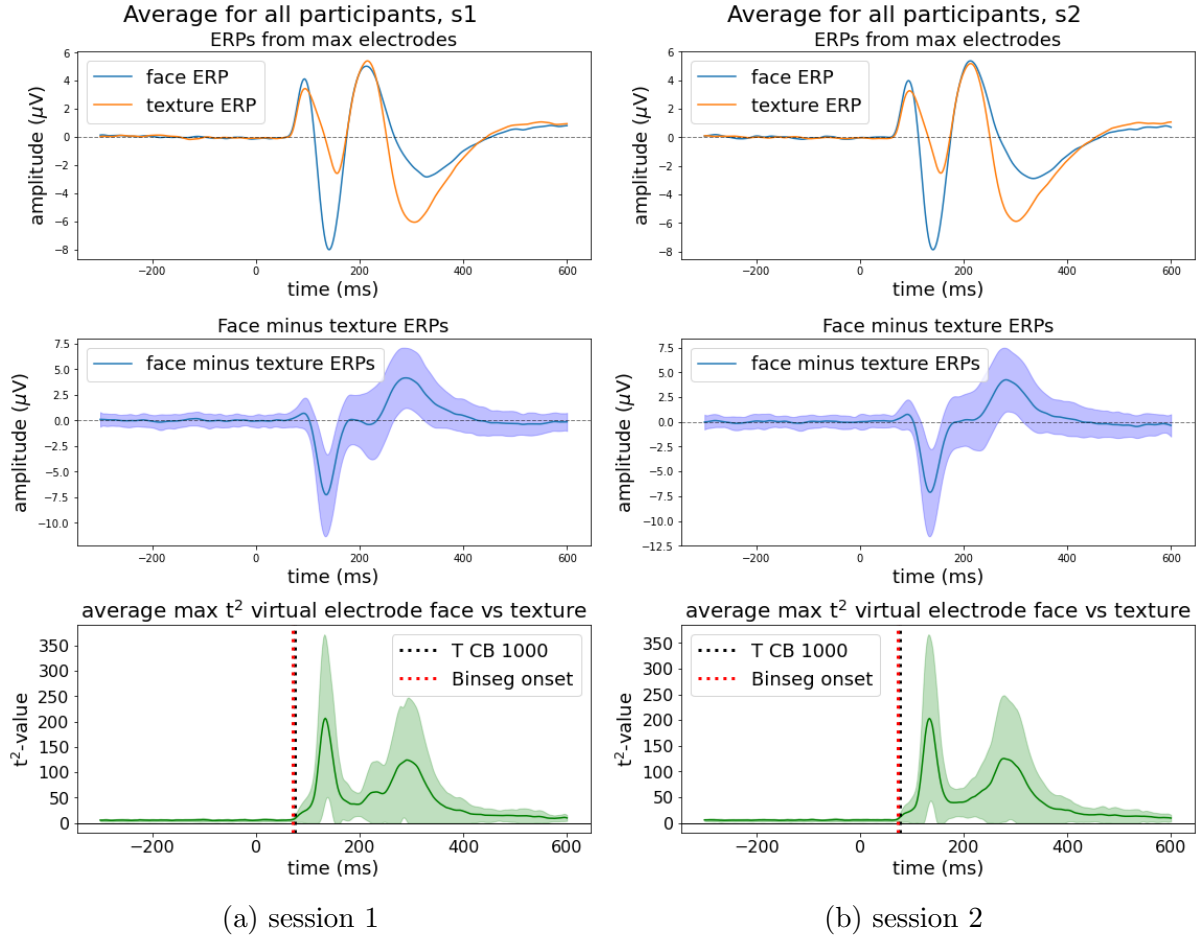 Average for all participants, s1
ERPs from max electrodes
face ERP
texture ERP
amplitude (μV)
6
4
2
0
−2
−4
−6
−8
−200
0
200
400
600
time (ms)
Face minus texture ERPs
face minus texture ERPs
amplitude (μV)
7.5
5.0
2.5
0.0
−2.5
−5.0
−7.5
−10.0
−200
0
200
400
600
time (ms)
average max t² virtual electrode face vs texture
T CB 1000
Binseg onset
t²-value
350
300
250
200
150
100
50
0
−200
0
200
400
600
time (ms)
(a) session 1
Average for all participants, s2
ERPs from max electrodes
face ERP
texture ERP
amplitude (μV)
6
4
2
0
−2
−4
−6
−8
−200
0
200
400
600
time (ms)
Face minus texture ERPs
face minus texture ERPs
amplitude (μV)
7.5
5.0
2.5
0.0
−2.5
−5.0
−7.5
−10.0
−12.5
−200
0
200
400
600
time (ms)
average max t² virtual electrode face vs texture
T CB 1000
Binseg onset
t²-value
350
300
250
200
150
100
50
0
−200
0
200
400
600
time (ms)
(b) session 2